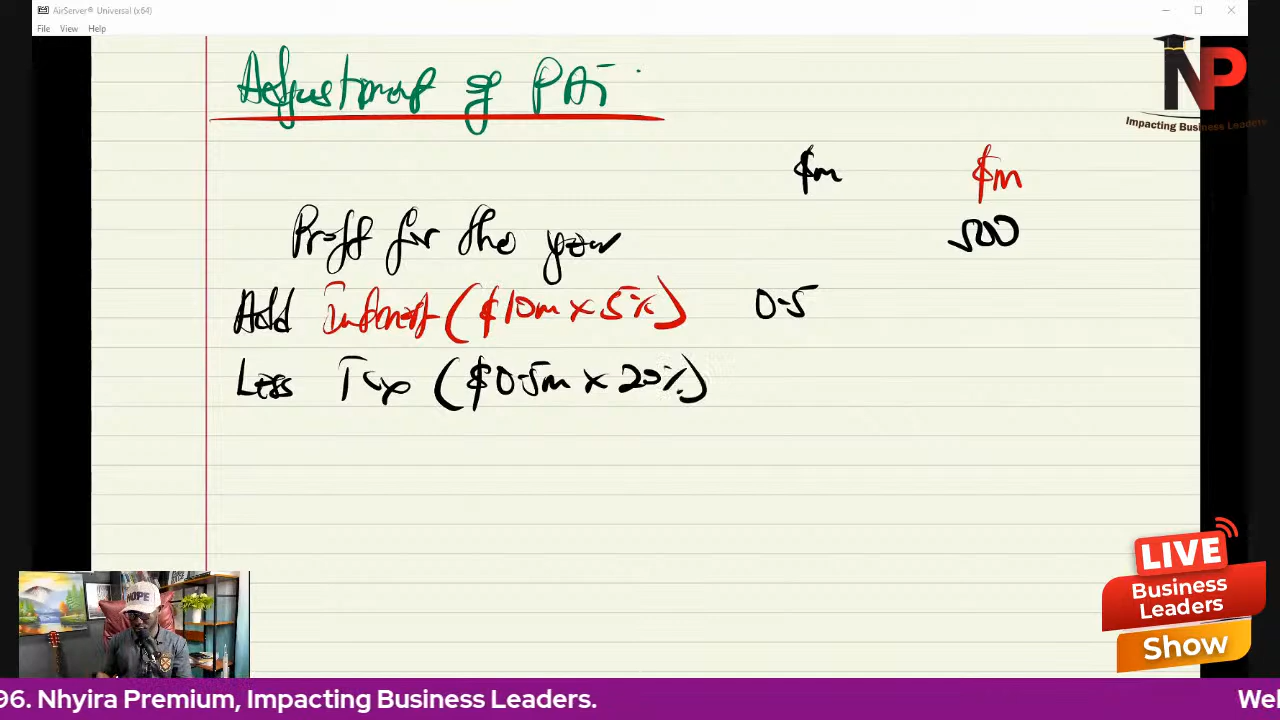 AirServer® Universal (x64)
File View Help
Adjustment of PAT
NP
Impacting Business Leaders
$m $m
Profit for the year 500
Add Interest ($10m x 5%) 0.5
Less Tax ($0.5m x 20%)
HOPE
LIVE
Business
Leaders
Show
96. Nhyira Premium, Impacting Business Leaders. Wel